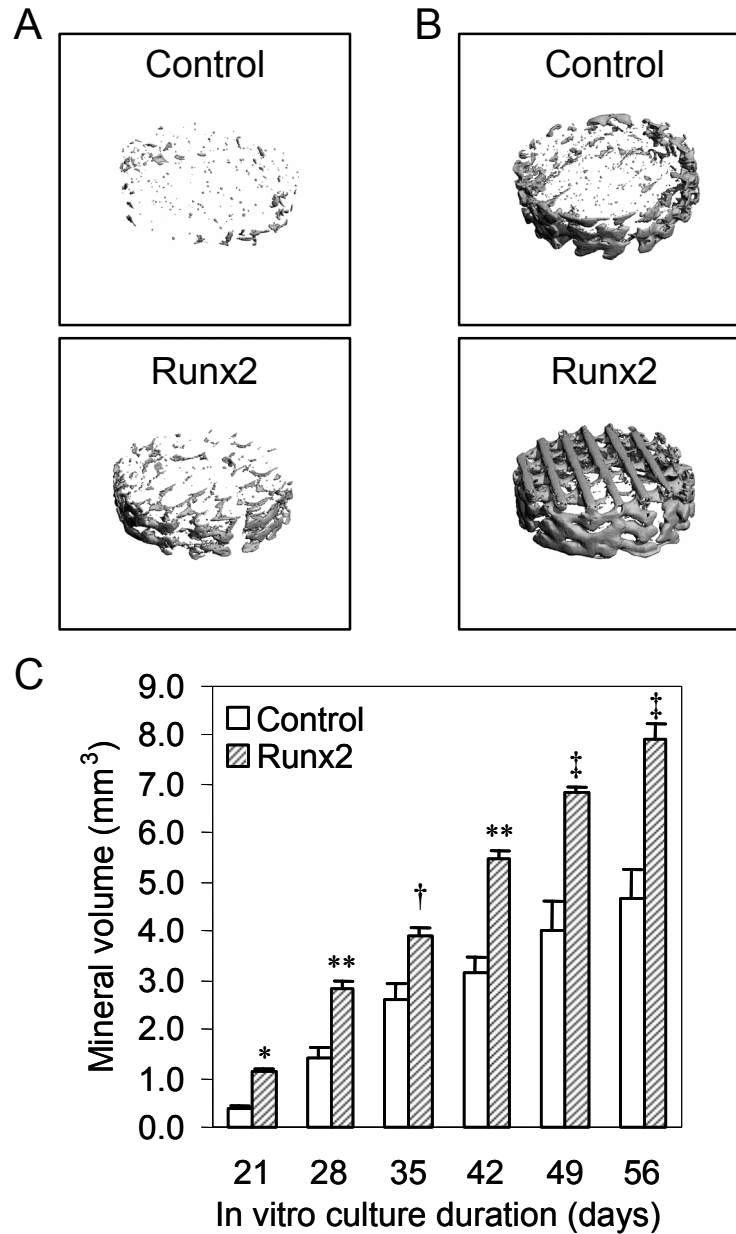 A
B
Control
Control
Runx2
Runx2
C
Mineral volume (mm³)
9.0
8.0
7.0
6.0
5.0
4.0
3.0
2.0
1.0
0.0
Control
Runx2
*
**
†
**
‡
‡
21 28 35 42 49 56
In vitro culture duration (days)